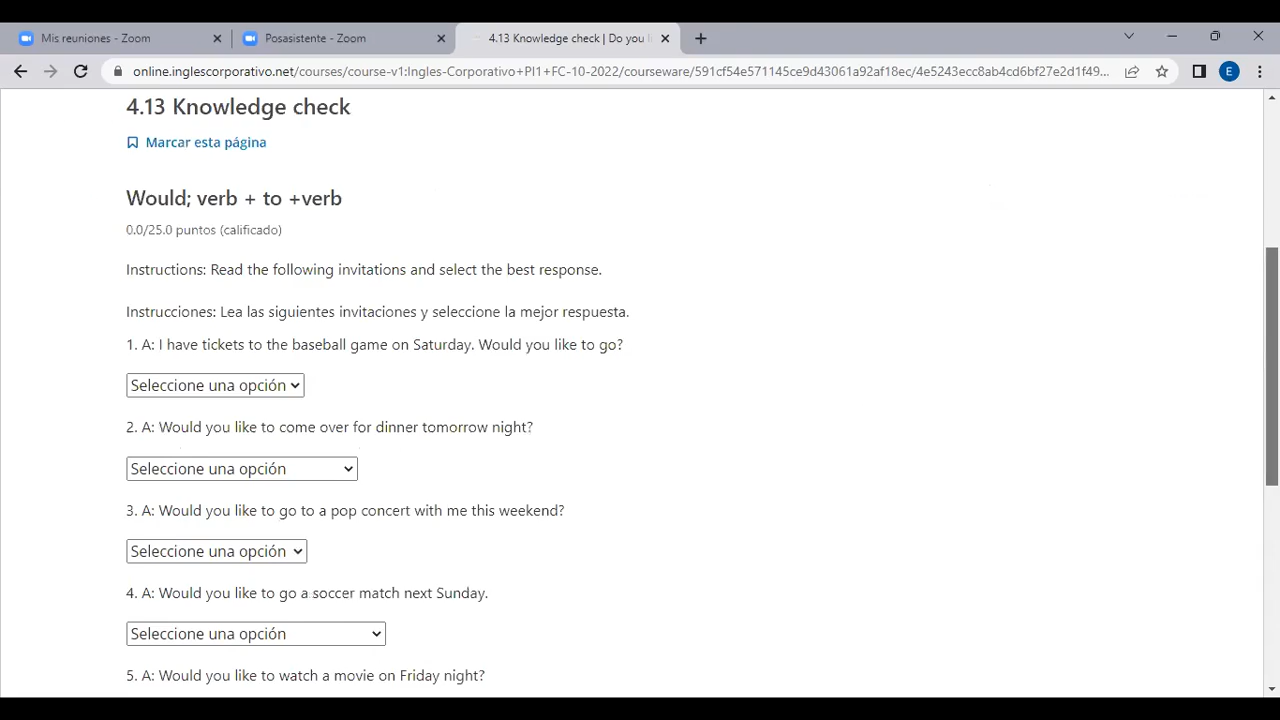 Mis reuniones - Zoom
Posasistente - Zoom
4.13 Knowledge check | Do you l
online.inglescorporativo.net/courses/course-v1:Ingles-Corporativo+PI1+FC-10-2022/courseware/591cf54e571145ce9d43061a92af18ec/4e5243ecc8ab4cd6bf27e2d1f49...
E
4.13 Knowledge check
Marcar esta página
Would; verb + to +verb
0.0/25.0 puntos (calificado)
Instructions: Read the following invitations and select the best response.
Instrucciones: Lea las siguientes invitaciones y seleccione la mejor respuesta.
1. A: I have tickets to the baseball game on Saturday. Would you like to go?
Seleccione una opción
2. A: Would you like to come over for dinner tomorrow night?
Seleccione una opción
3. A: Would you like to go to a pop concert with me this weekend?
Seleccione una opción
4. A: Would you like to go a soccer match next Sunday.
Seleccione una opción
5. A: Would you like to watch a movie on Friday night?